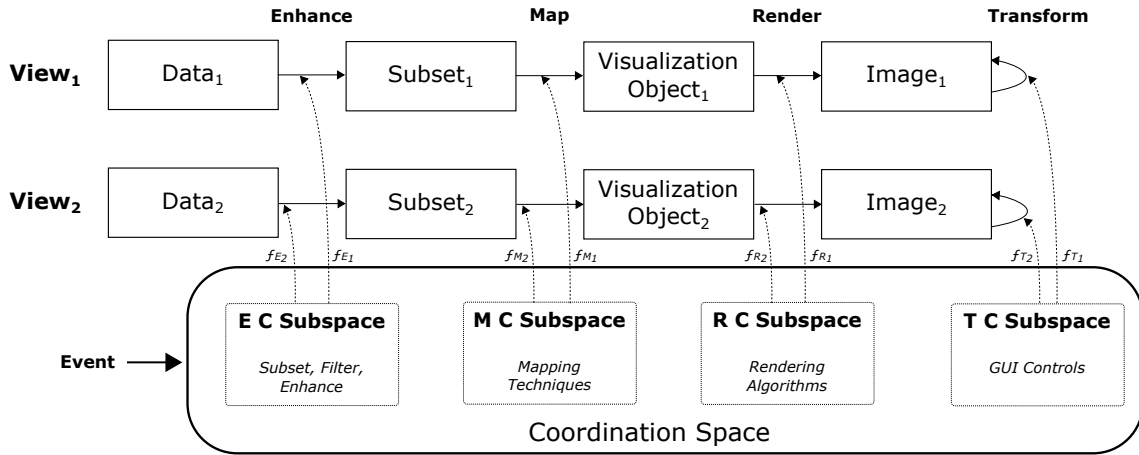 Enhance Map Render Transform
View₁ Data₁ Subset₁ Visualization Object₁ Image₁
View₂ Data₂ Subset₂ Visualization Object₂ Image₂
fE2 fE1 fM2 fM1 fR2 fR1 fT2 fT1
E C Subspace M C Subspace R C Subspace T C Subspace
Event
Subset, Filter,
Enhance
Mapping
Techniques
Rendering
Algorithms
GUI Controls
Coordination Space